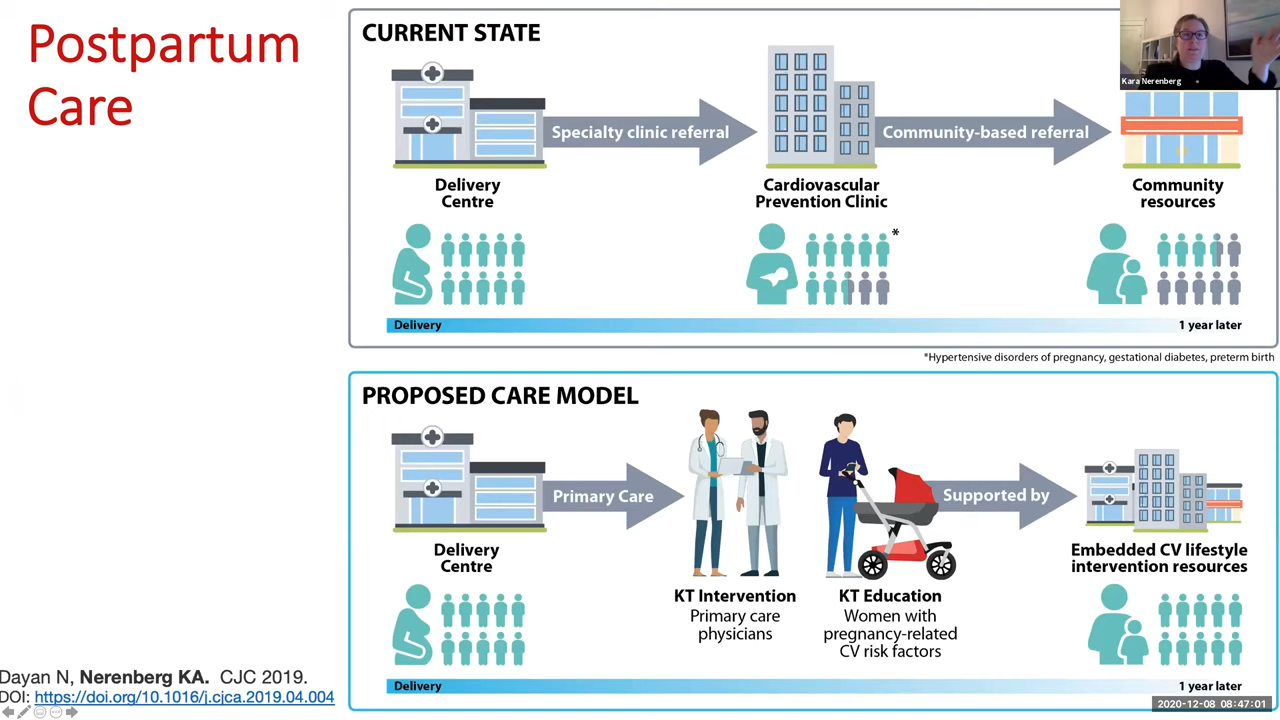 Postpartum
Care
CURRENT STATE
Kara Nerenberg
Specialty clinic referral
Community-based referral
Delivery
Centre
Cardiovascular
Prevention Clinic
Community
resources
*
Delivery
1 year later
*Hypertensive disorders of pregnancy, gestational diabetes, preterm birth
PROPOSED CARE MODEL
Primary Care
Supported by
Delivery
Centre
KT Intervention
Primary care
physicians
KT Education
Women with
pregnancy-related
CV risk factors
Embedded CV lifestyle
intervention resources
Delivery
1 year later
Dayan N, Nerenberg KA. CJC 2019.
DOI: https://doi.org/10.1016/j.cjca.2019.04.004
2020-12-08 08:47:01